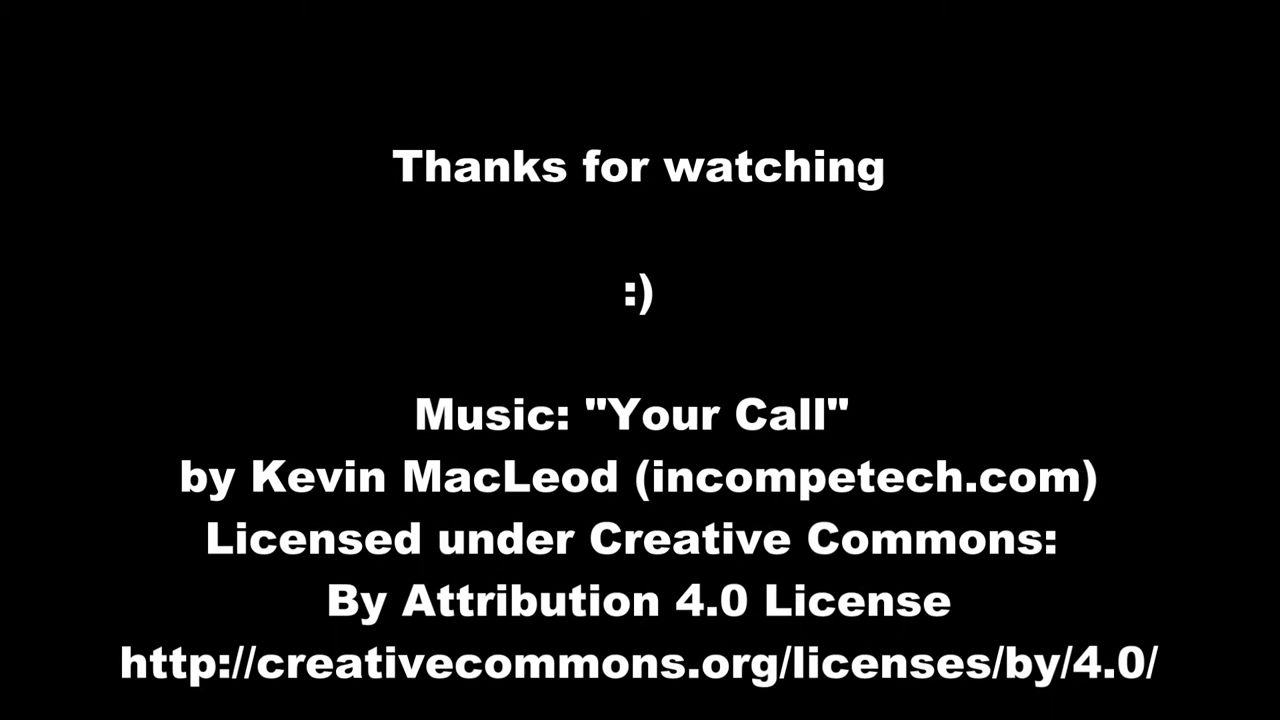 Thanks for watching
:)
Music: "Your Call"
by Kevin MacLeod (incompetech.com)
Licensed under Creative Commons:
By Attribution 4.0 License
http://creativecommons.org/licenses/by/4.0/